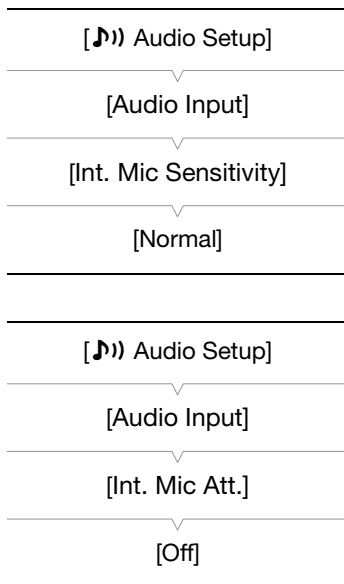 [♪)) Audio Setup]
[Audio Input]
[Int. Mic Sensitivity]
[Normal]
[♪)) Audio Setup]
[Audio Input]
[Int. Mic Att.]
[Off]